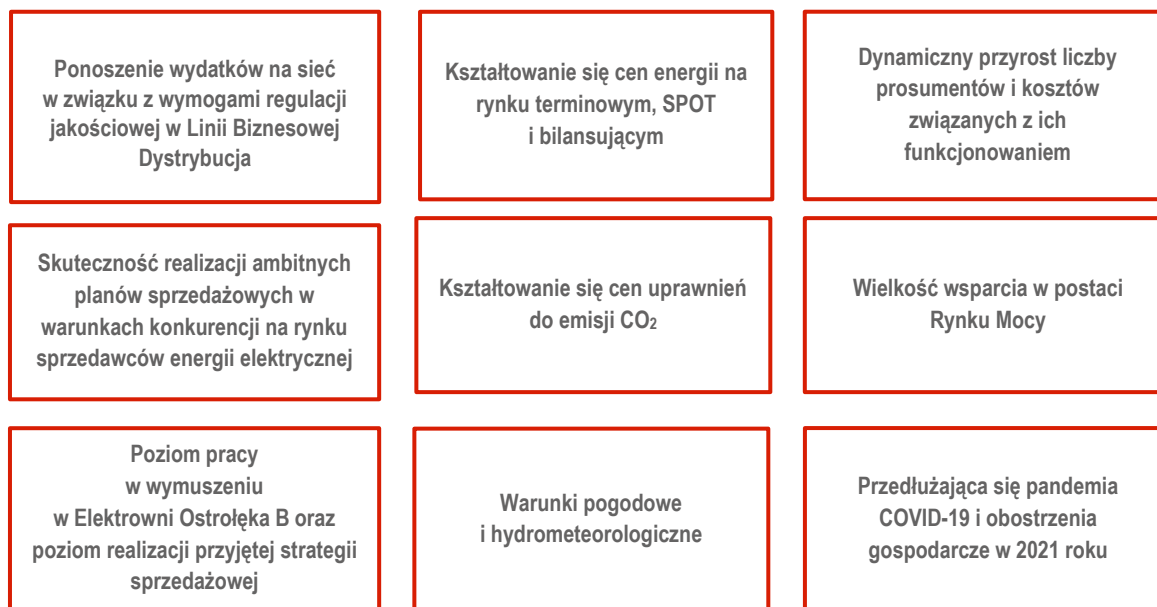 Ponoszenie wydatków na sieć
w związku z wymogami regulacji
jakościowej w Linii Biznesowej
Dystrybucja
Kształtowanie się cen energii na
rynku terminowym, SPOT
i bilansującym
Dynamiczny przyrost liczby
prosumentów i kosztów
związanych z ich
funkcjonowaniem
Skuteczność realizacji ambitnych
planów sprzedażowych w
warunkach konkurencji na rynku
sprzedawców energii elektrycznej
Kształtowanie się cen uprawnień
do emisji CO₂
Wielkość wsparcia w postaci
Rynku Mocy
Poziom pracy
w wymuszeniu
w Elektrowni Ostrołęka B oraz
poziom realizacji przyjętej strategii
sprzedażowej
Warunki pogodowe
i hydrometeorologiczne
Przedłużająca się pandemia
COVID-19 i obostrzenia
gospodarcze w 2021 roku